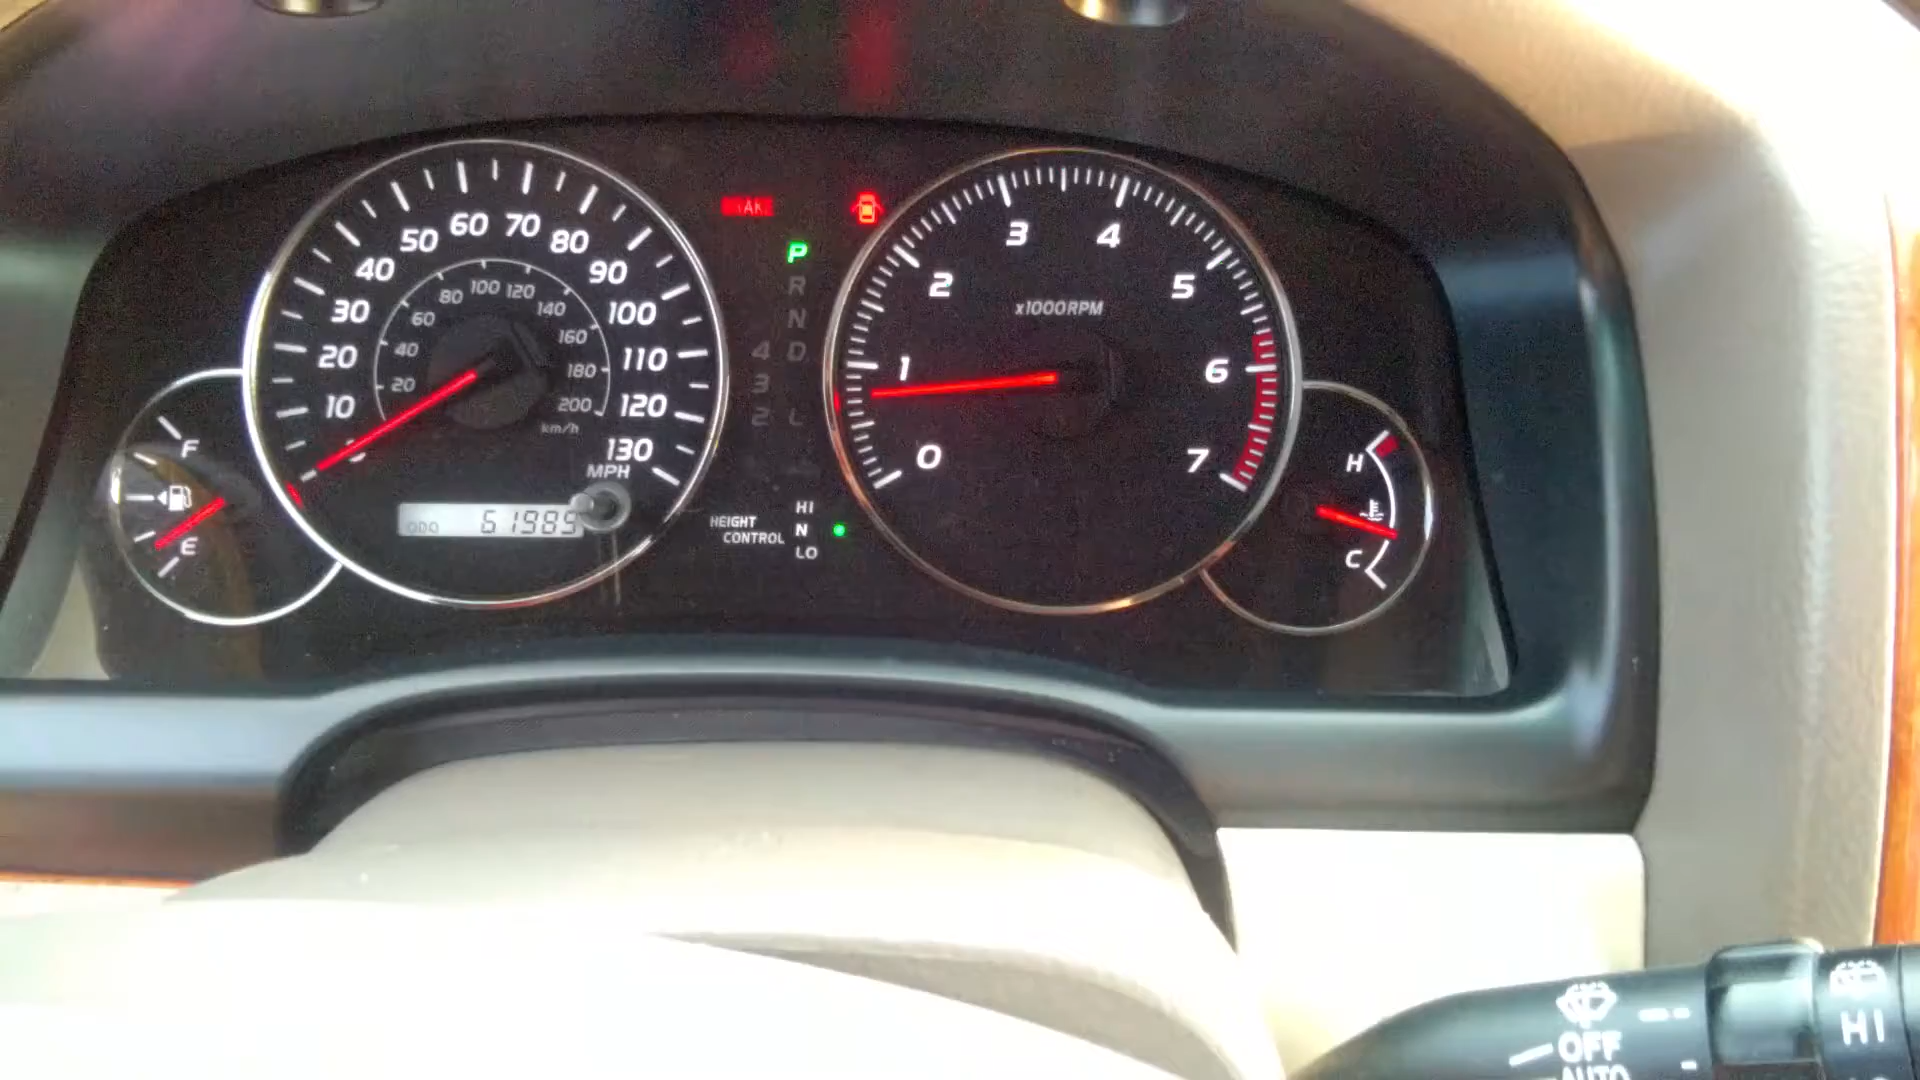 10 20 30 40 50 60 70 80 90 100 110 120 130
MPH
20 40 60 80 100 120 140 160 180 200
km/h
ODO 61989
F
E
P
R
N
4 D
3
2 L
HEIGHT CONTROL
HI
N
LO
0 1 2 3 4 5 6 7
x1000RPM
H
C
OFF
AUTO
HI